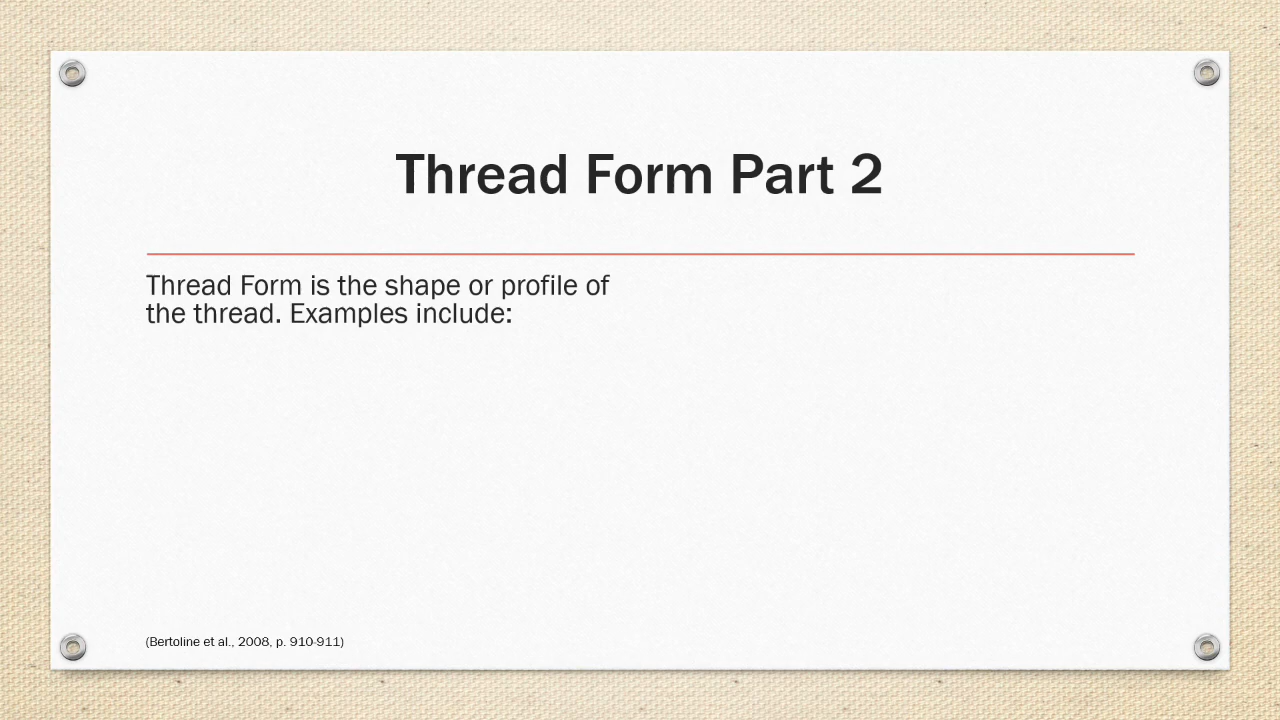 Thread Form Part 2
Thread Form is the shape or profile of
the thread. Examples include:
(Bertoline et al., 2008, p. 910-911)